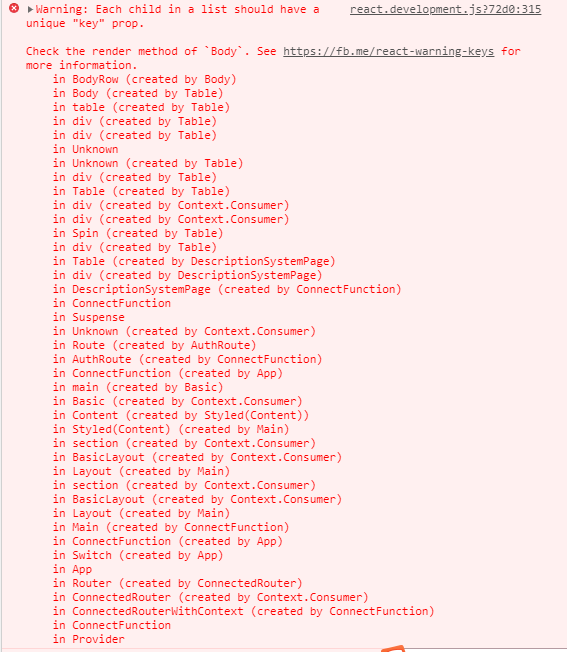 Warning: Each child in a list should have a react.development.js?72d0:315
unique "key" prop.
Check the render method of `Body`. See https://fb.me/react-warning-keys for
more information.
in BodyRow (created by Body)
in Body (created by Table)
in table (created by Table)
in div (created by Table)
in div (created by Table)
in Unknown
in Unknown (created by Table)
in div (created by Table)
in Table (created by Table)
in div (created by Context.Consumer)
in div (created by Context.Consumer)
in Spin (created by Table)
in div (created by Table)
in Table (created by DescriptionSystemPage)
in div (created by DescriptionSystemPage)
in DescriptionSystemPage (created by ConnectFunction)
in ConnectFunction
in Suspense
in Unknown (created by Context.Consumer)
in Route (created by AuthRoute)
in AuthRoute (created by ConnectFunction)
in ConnectFunction (created by App)
in main (created by Basic)
in Basic (created by Context.Consumer)
in Content (created by Styled(Content))
in Styled(Content) (created by Main)
in section (created by Context.Consumer)
in BasicLayout (created by Context.Consumer)
in Layout (created by Main)
in section (created by Context.Consumer)
in BasicLayout (created by Context.Consumer)
in Layout (created by Main)
in Main (created by ConnectFunction)
in ConnectFunction (created by App)
in Switch (created by App)
in App
in Router (created by ConnectedRouter)
in ConnectedRouter (created by Context.Consumer)
in ConnectedRouterWithContext (created by ConnectFunction)
in ConnectFunction
in Provider